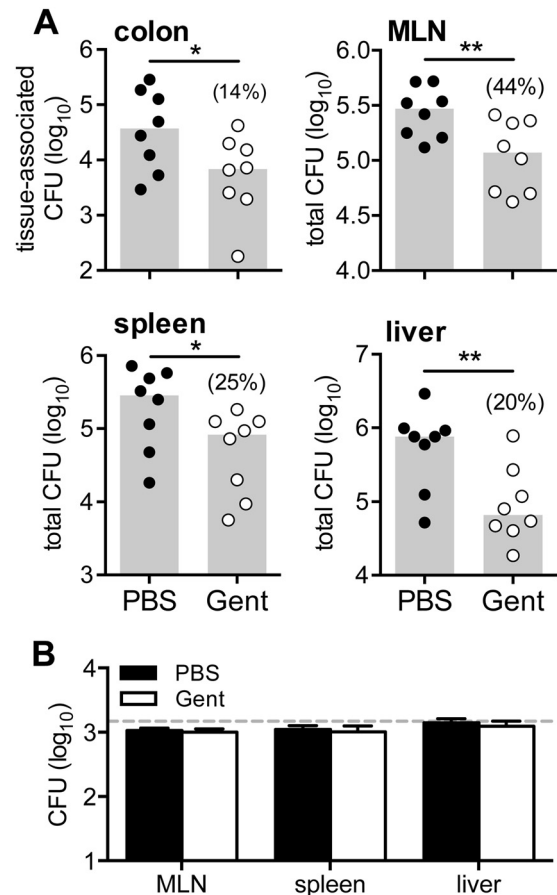 A
colon
MLN
tissue-associated
CFU (log10)
6
5
4
3
2
*
(14%)
total CFU (log10)
6.0
5.5
5.0
4.5
4.0
**
(44%)
spleen
liver
total CFU (log10)
6
5
4
3
*
(25%)
PBS
Gent
total CFU (log10)
7
6
5
4
**
(20%)
PBS
Gent
B
CFU (log10)
4
3
2
1
PBS
Gent
MLN
spleen
liver